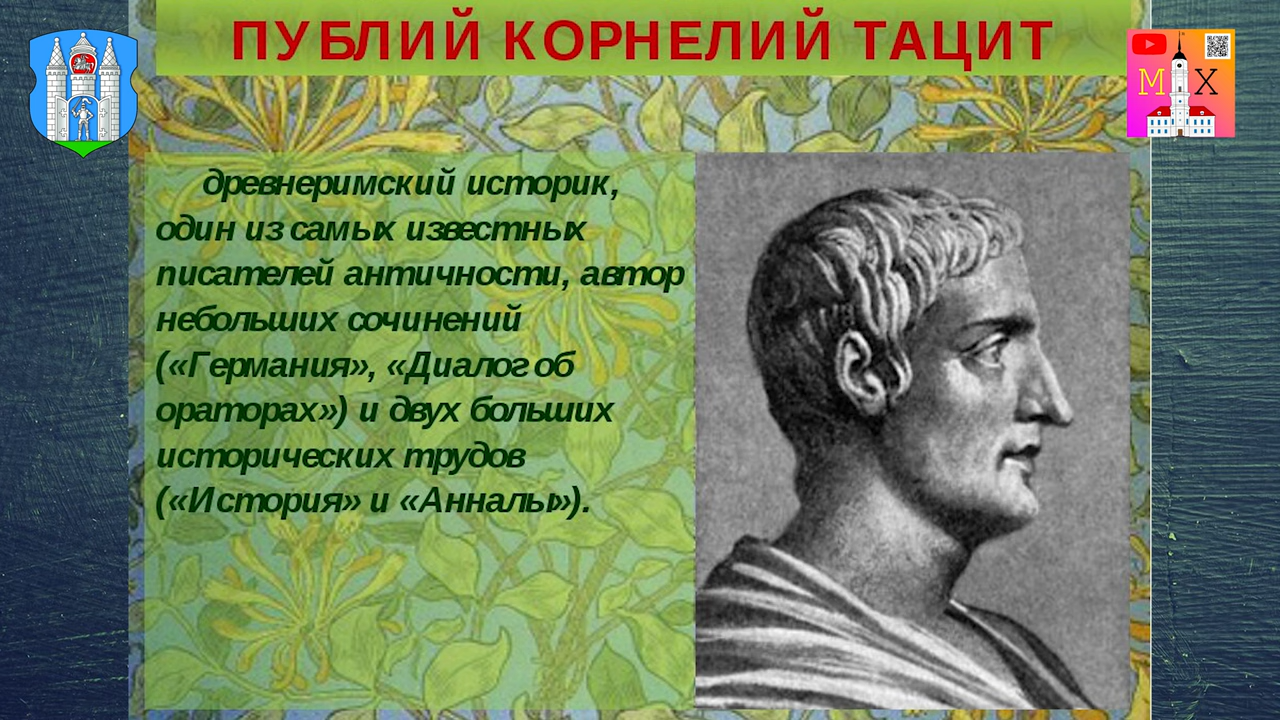 ПУБЛИЙ КОРНЕЛИЙ ТАЦИТ
М Х
древнеримский историк,
один из самых известных
писателей античности, автор
небольших сочинений
(«Германия», «Диалог об
ораторах») и двух больших
исторических трудов
(«История» и «Анналы»).